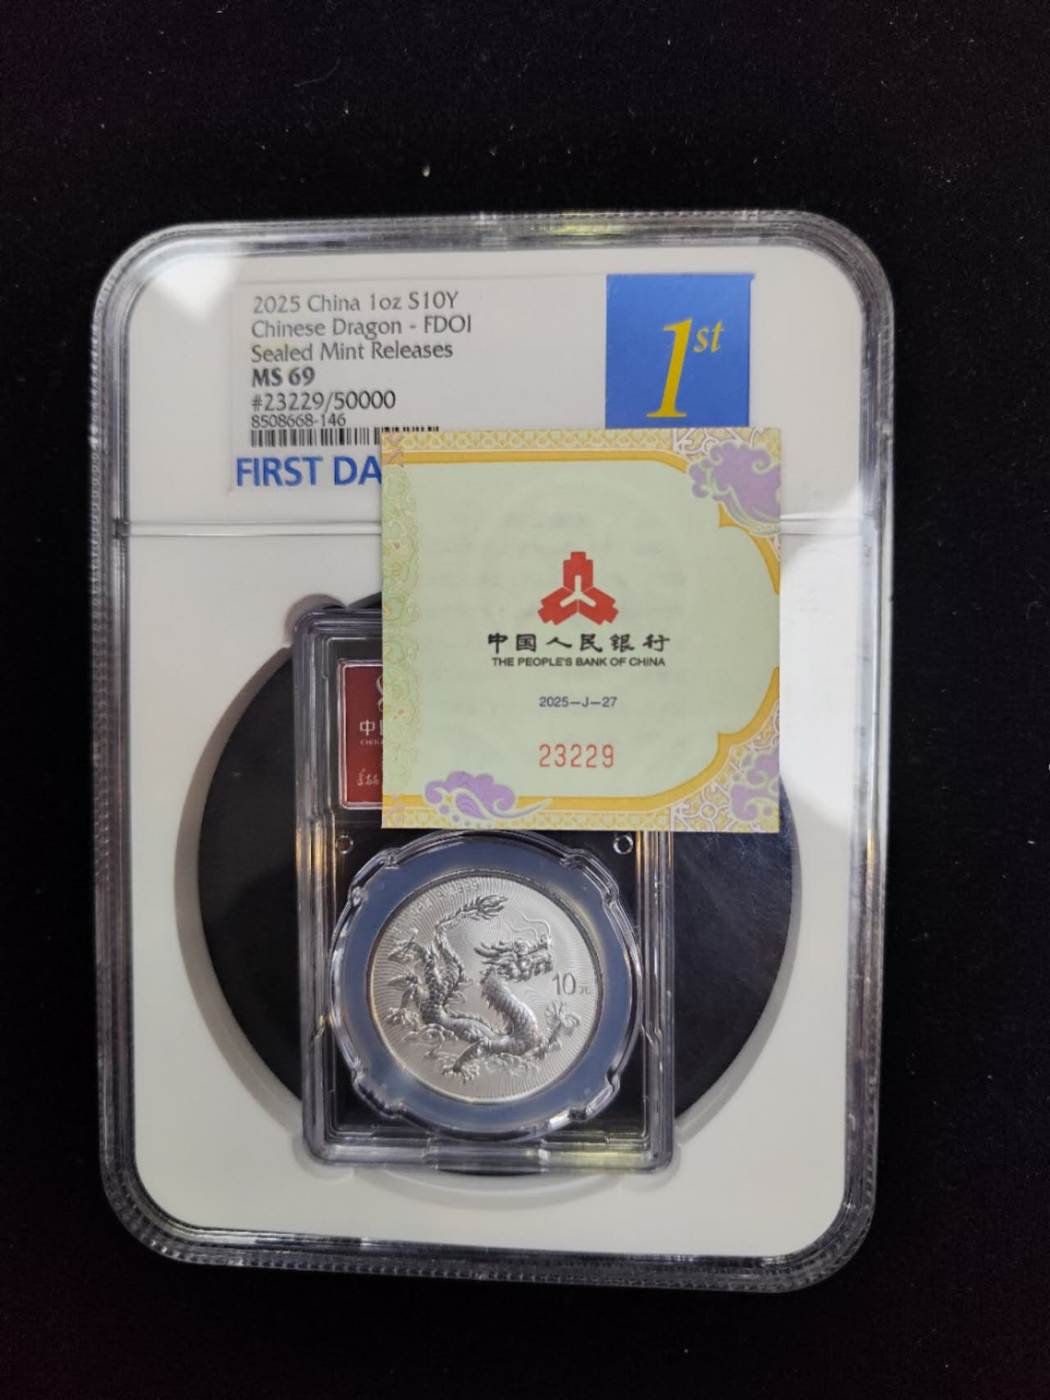 2025 China 1oz S10Y
Chinese Dragon - FDOI
Sealed Mint Releases
MS 69
#23229/50000
8508668-146
1st
FIRST DA
中国人民银行
THE PEOPLE'S BANK OF CHINA
2025-J-27
23229
中
10元